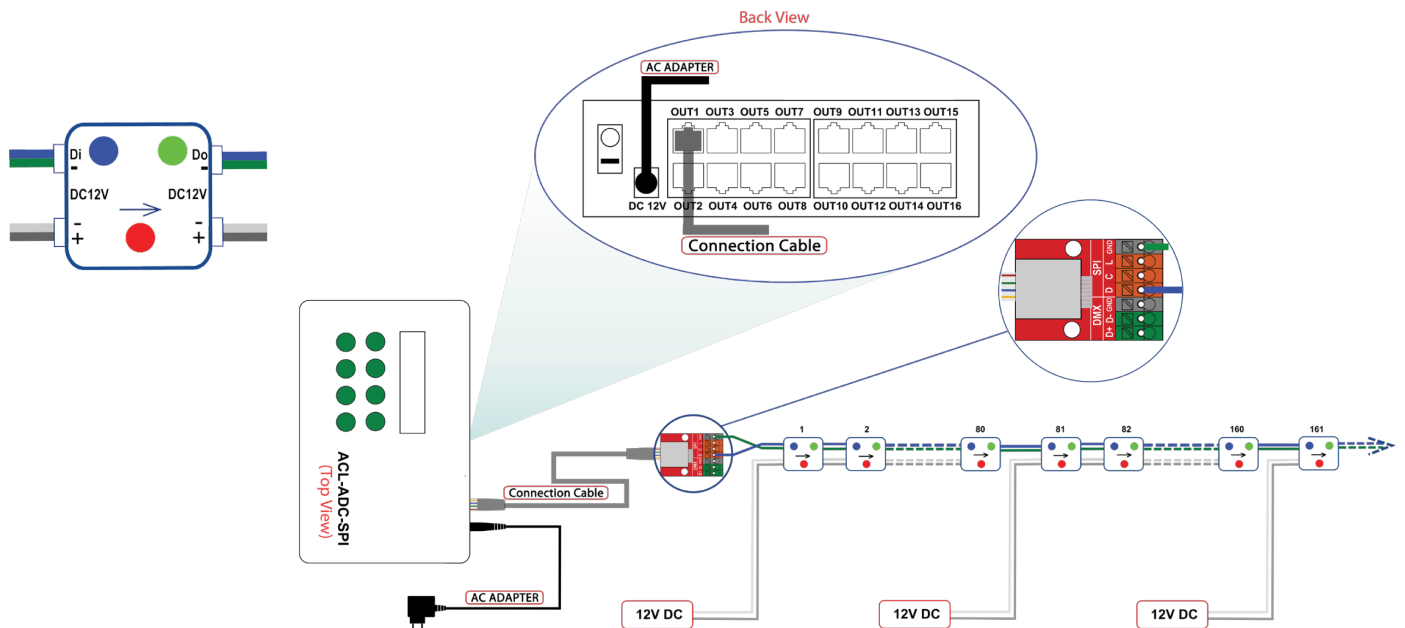 Back View
AC ADAPTER
OUT1 OUT3 OUT5 OUT7 OUT9 OUT11 OUT13 OUT15
DC 12V OUT2 OUT4 OUT6 OUT8 OUT10 OUT12 OUT14 OUT16
Connection Cable
Di Do
- -
DC12V DC12V
- -
+ +
SPI
GND
L
C
D
DMX
GND
D-
D+
ACL-ADC-SPI
(Top View)
Connection Cable
AC ADAPTER
1 2 80 81 82 160 161
12V DC 12V DC 12V DC